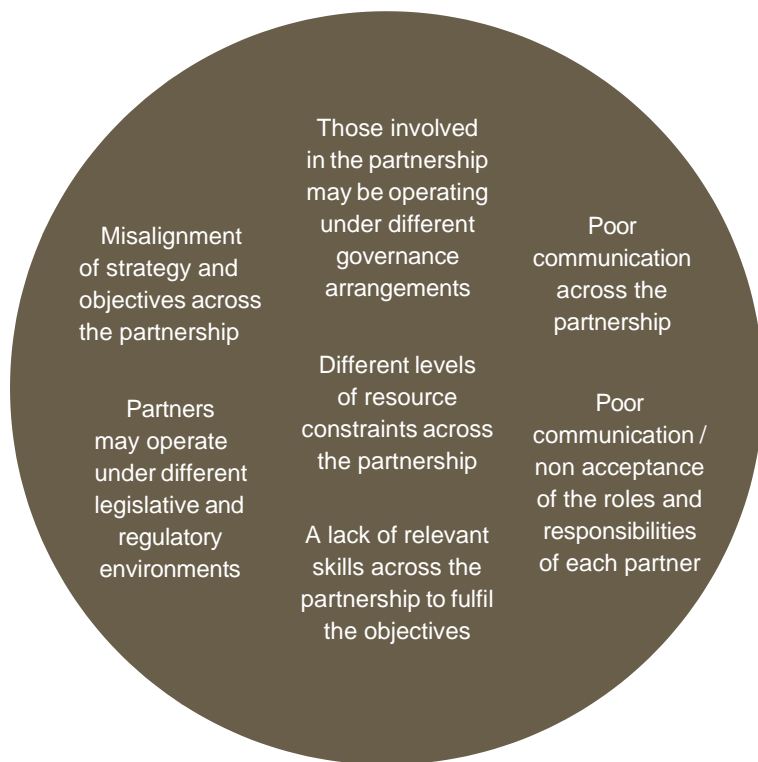 Misalignment
of strategy and
objectives across
the partnership
Partners
may operate
under different
legislative and
regulatory
environments
Those involved
in the partnership
may be operating
under different
governance
arrangements
Different levels
of resource
constraints across
the partnership
A lack of relevant
skills across the
partnership to fulfil
the objectives
Poor
communication
across the
partnership
Poor
communication /
non acceptance
of the roles and
responsibilities
of each partner